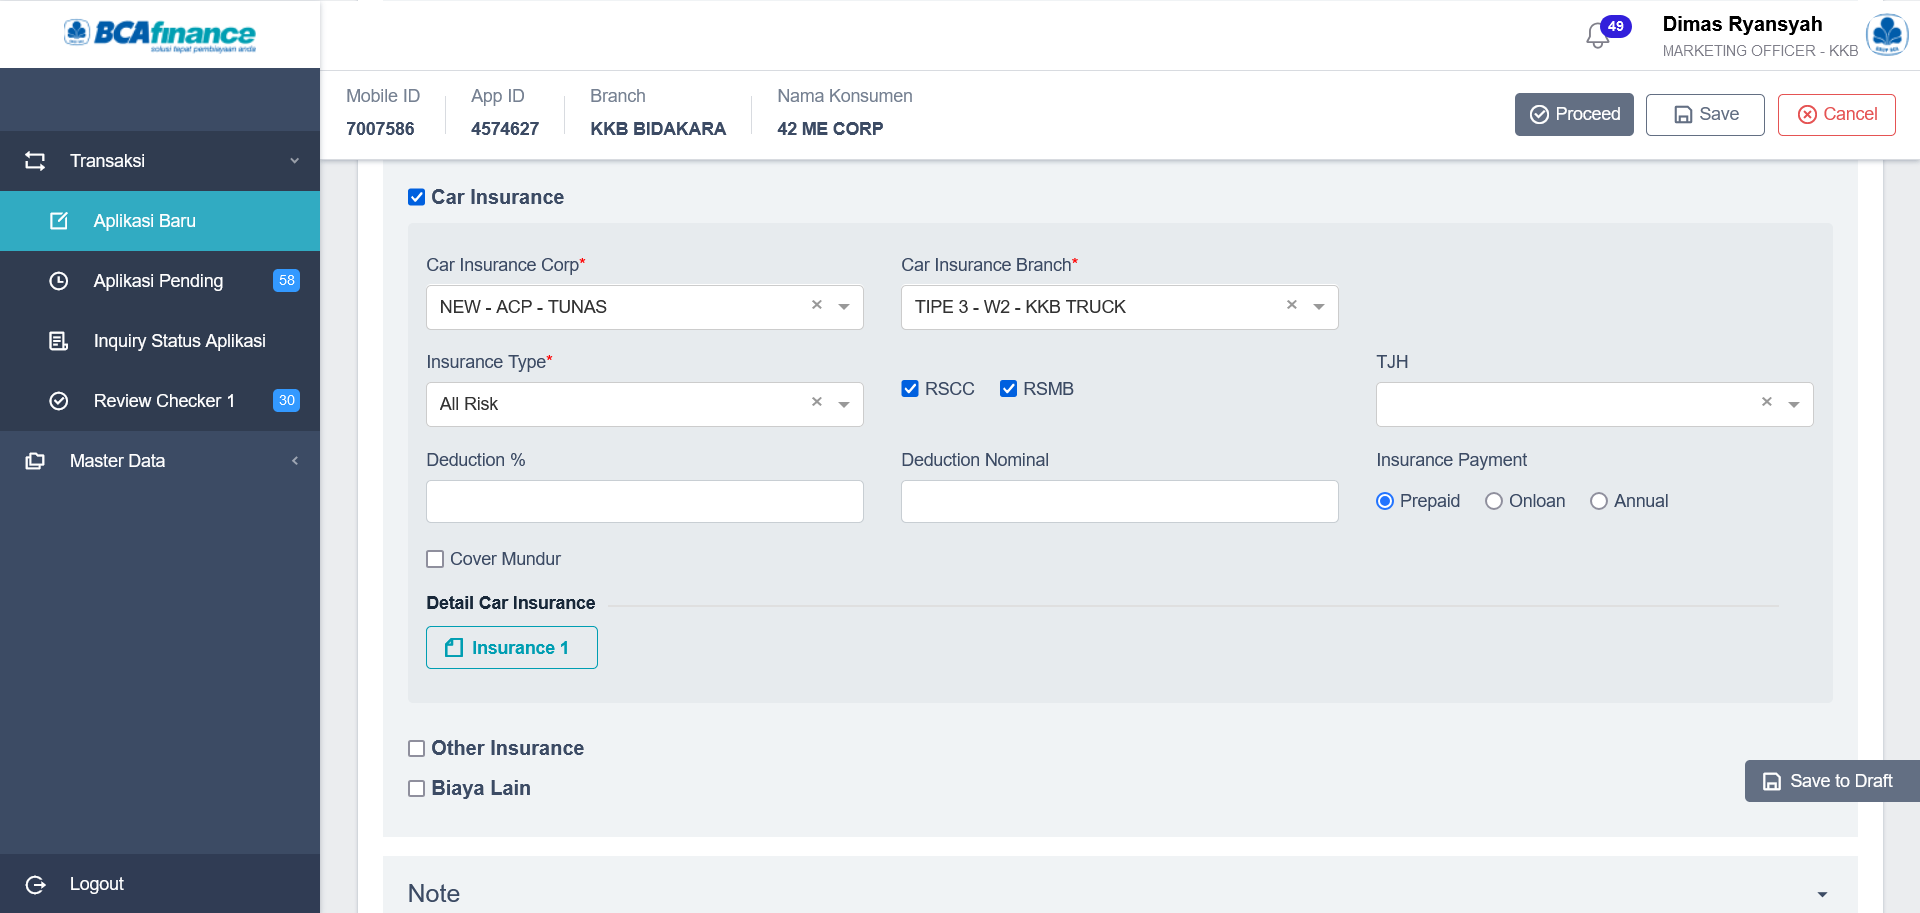 BCAfinance
solusi tepat pembiayaan anda
49
Dimas Ryansyah
MARKETING OFFICER - KKB
Mobile ID
7007586
App ID
4574627
Branch
KKB BIDAKARA
Nama Konsumen
42 ME CORP
Proceed
Save
Cancel
Transaksi
Aplikasi Baru
Aplikasi Pending
58
Inquiry Status Aplikasi
Review Checker 1
30
Master Data
Logout
Car Insurance
Car Insurance Corp*
NEW - ACP - TUNAS
Car Insurance Branch*
TIPE 3 - W2 - KKB TRUCK
Insurance Type*
All Risk
RSCC
RSMB
TJH
Deduction %
Deduction Nominal
Insurance Payment
Prepaid
Onloan
Annual
Cover Mundur
Detail Car Insurance
Insurance 1
Other Insurance
Biaya Lain
Save to Draft
Note